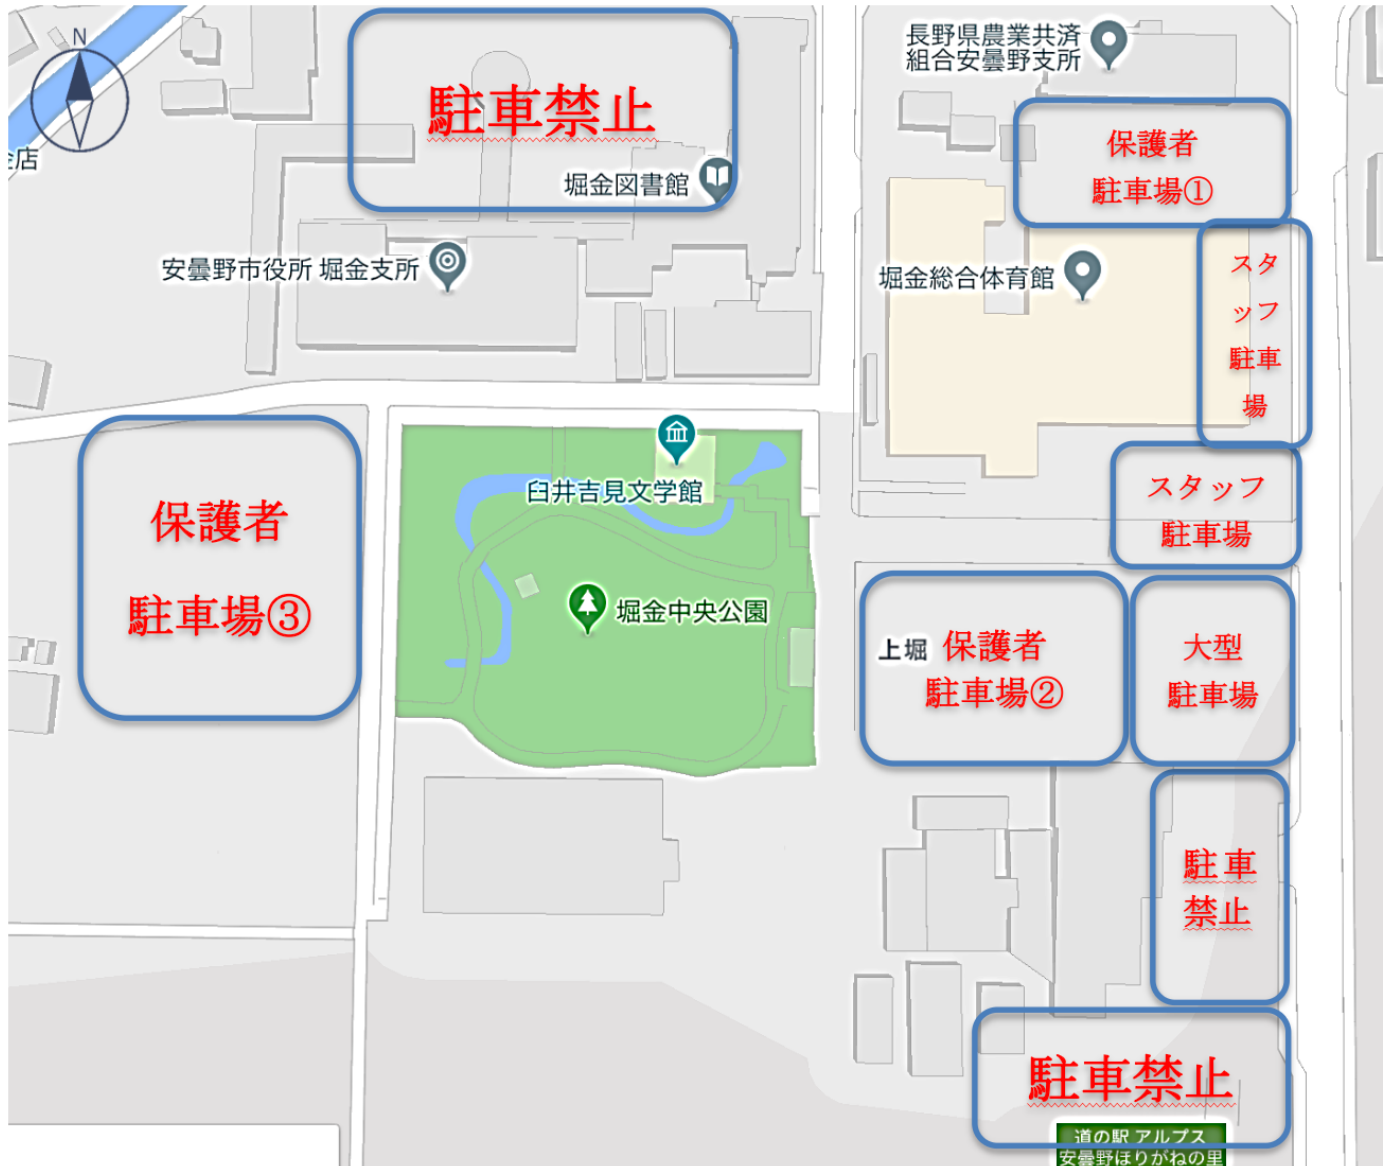 N
長野県農業共済
組合安曇野支所
駐車禁止
保護者
駐車場①
店
堀金図書館
安曇野市役所 堀金支所
堀金総合体育館
スタ
ッフ
駐車
場
臼井吉見文学館
スタッフ
駐車場
保護者
駐車場③
堀金中央公園
上堀
保護者
駐車場②
大型
駐車場
駐車
禁止
駐車禁止
道の駅 アルプス
安曇野ほりがねの里